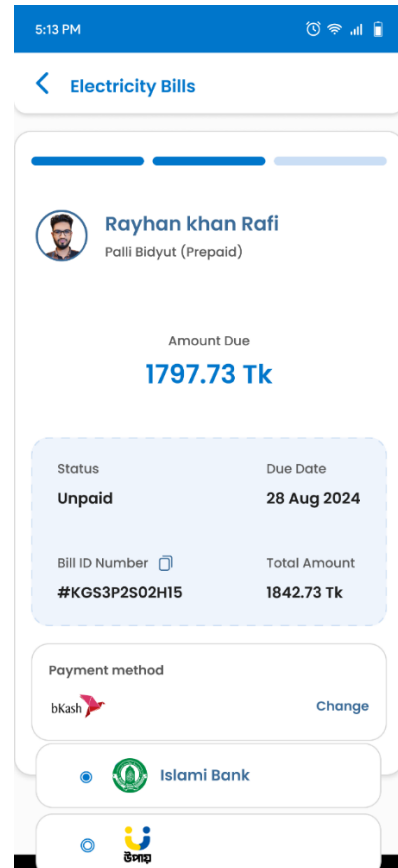 5:13 PM
Electricity Bills
Rayhan khan Rafi
Palli Bidyut (Prepaid)
Amount Due
1797.73 Tk
Status
Due Date
Unpaid
28 Aug 2024
Bill ID Number
Total Amount
#KGS3P2S02H15
1842.73 Tk
Payment method
bKash
Change
Islami Bank
উপায়